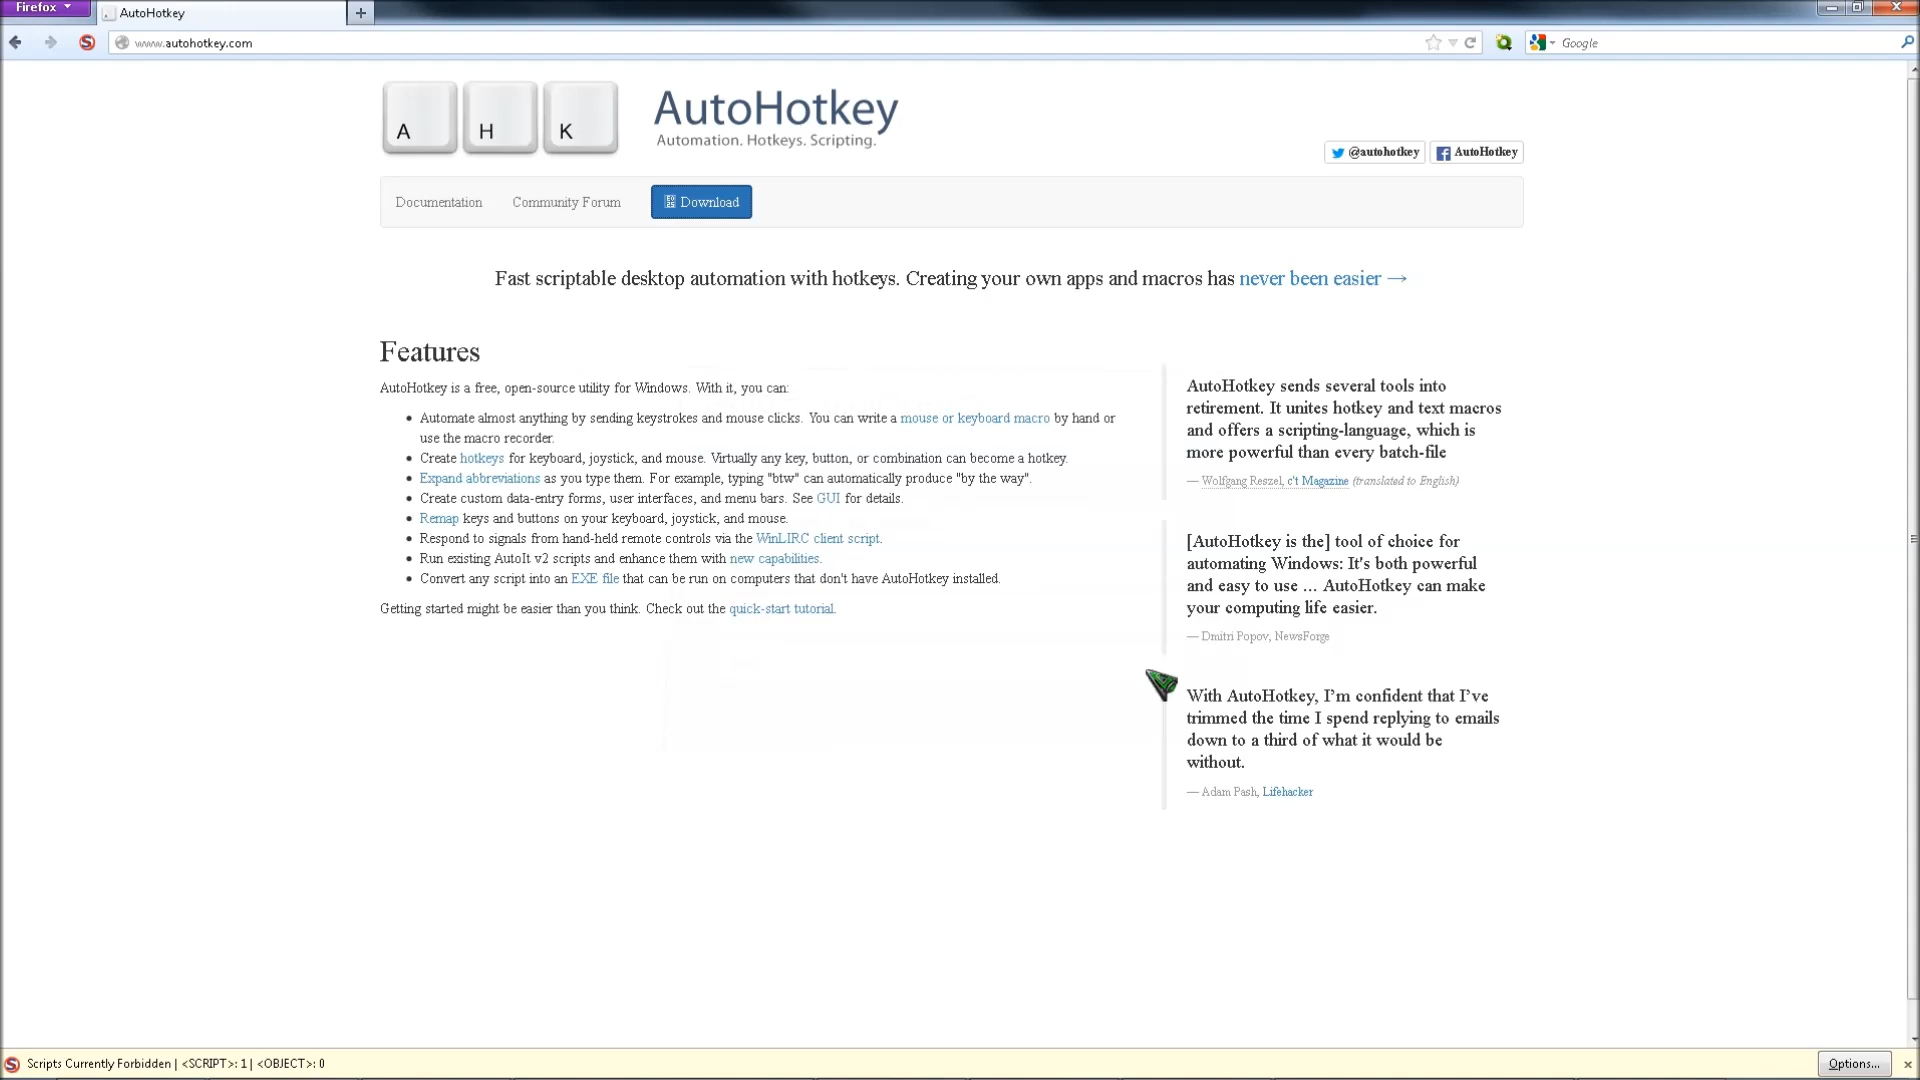 Firefox
AutoHotkey
www.autohotkey.com
Google
A H K
AutoHotkey
Automation. Hotkeys. Scripting.
@autohotkey
AutoHotkey
Documentation
Community Forum
Download
Fast scriptable desktop automation with hotkeys. Creating your own apps and macros has never been easier →
Features
AutoHotkey is a free, open-source utility for Windows. With it, you can:
• Automate almost anything by sending keystrokes and mouse clicks. You can write a mouse or keyboard macro by hand or
use the macro recorder.
• Create hotkeys for keyboard, joystick, and mouse. Virtually any key, button, or combination can become a hotkey.
• Expand abbreviations as you type them. For example, typing "btw" can automatically produce "by the way".
• Create custom data-entry forms, user interfaces, and menu bars. See GUI for details.
• Remap keys and buttons on your keyboard, joystick, and mouse.
• Respond to signals from hand-held remote controls via the WinLIRC client script.
• Run existing AutoIt v2 scripts and enhance them with new capabilities.
• Convert any script into an EXE file that can be run on computers that don't have AutoHotkey installed.
Getting started might be easier than you think. Check out the quick-start tutorial.
AutoHotkey sends several tools into
retirement. It unites hotkey and text macros
and offers a scripting-language, which is
more powerful than every batch-file
— Wolfgang Reszel, c't Magazine (translated to English)
[AutoHotkey is the] tool of choice for
automating Windows: It's both powerful
and easy to use ... AutoHotkey can make
your computing life easier.
— Dmitri Popov, NewsForge
With AutoHotkey, I’m confident that I’ve
trimmed the time I spend replying to emails
down to a third of what it would be
without.
— Adam Pash, Lifehacker
Scripts Currently Forbidden | <SCRIPT>: 1 | <OBJECT>: 0
Options...